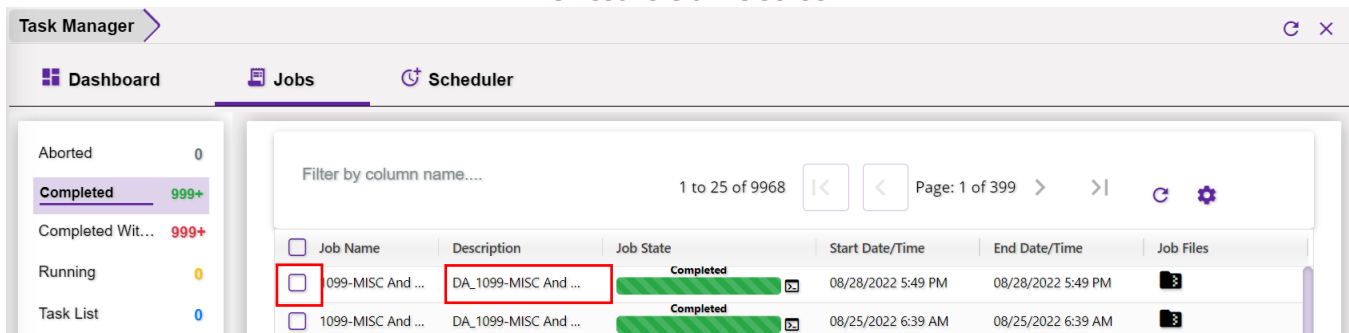 Task Manager
Dashboard Jobs Scheduler
Aborted 0
Completed 999+
Completed Wit... 999+
Running 0
Task List 0
Filter by column name....
1 to 25 of 9968 Page: 1 of 399
Job Name Description Job State Start Date/Time End Date/Time Job Files
1099-MISC And ... DA_1099-MISC And ... Completed 08/28/2022 5:49 PM 08/28/2022 5:49 PM
1099-MISC And ... DA_1099-MISC And ... Completed 08/25/2022 6:39 AM 08/25/2022 6:39 AM